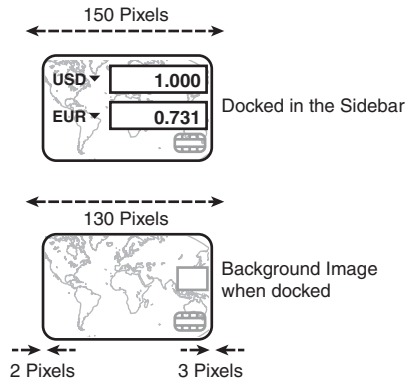 150 Pixels
USD 1.000
EUR 0.731
Docked in the Sidebar
130 Pixels
Background Image
when docked
2 Pixels
3 Pixels